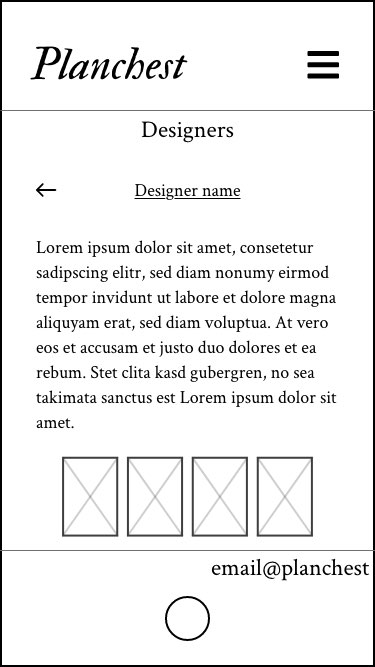 Planchest
Designers
Designer name
Lorem ipsum dolor sit amet, consetetur
sadipscing elitr, sed diam nonumy eirmod
tempor invidunt ut labore et dolore magna
aliquyam erat, sed diam voluptua. At vero
eos et accusam et justo duo dolores et ea
rebum. Stet clita kasd gubergren, no sea
takimata sanctus est Lorem ipsum dolor sit
amet.
email@planchest